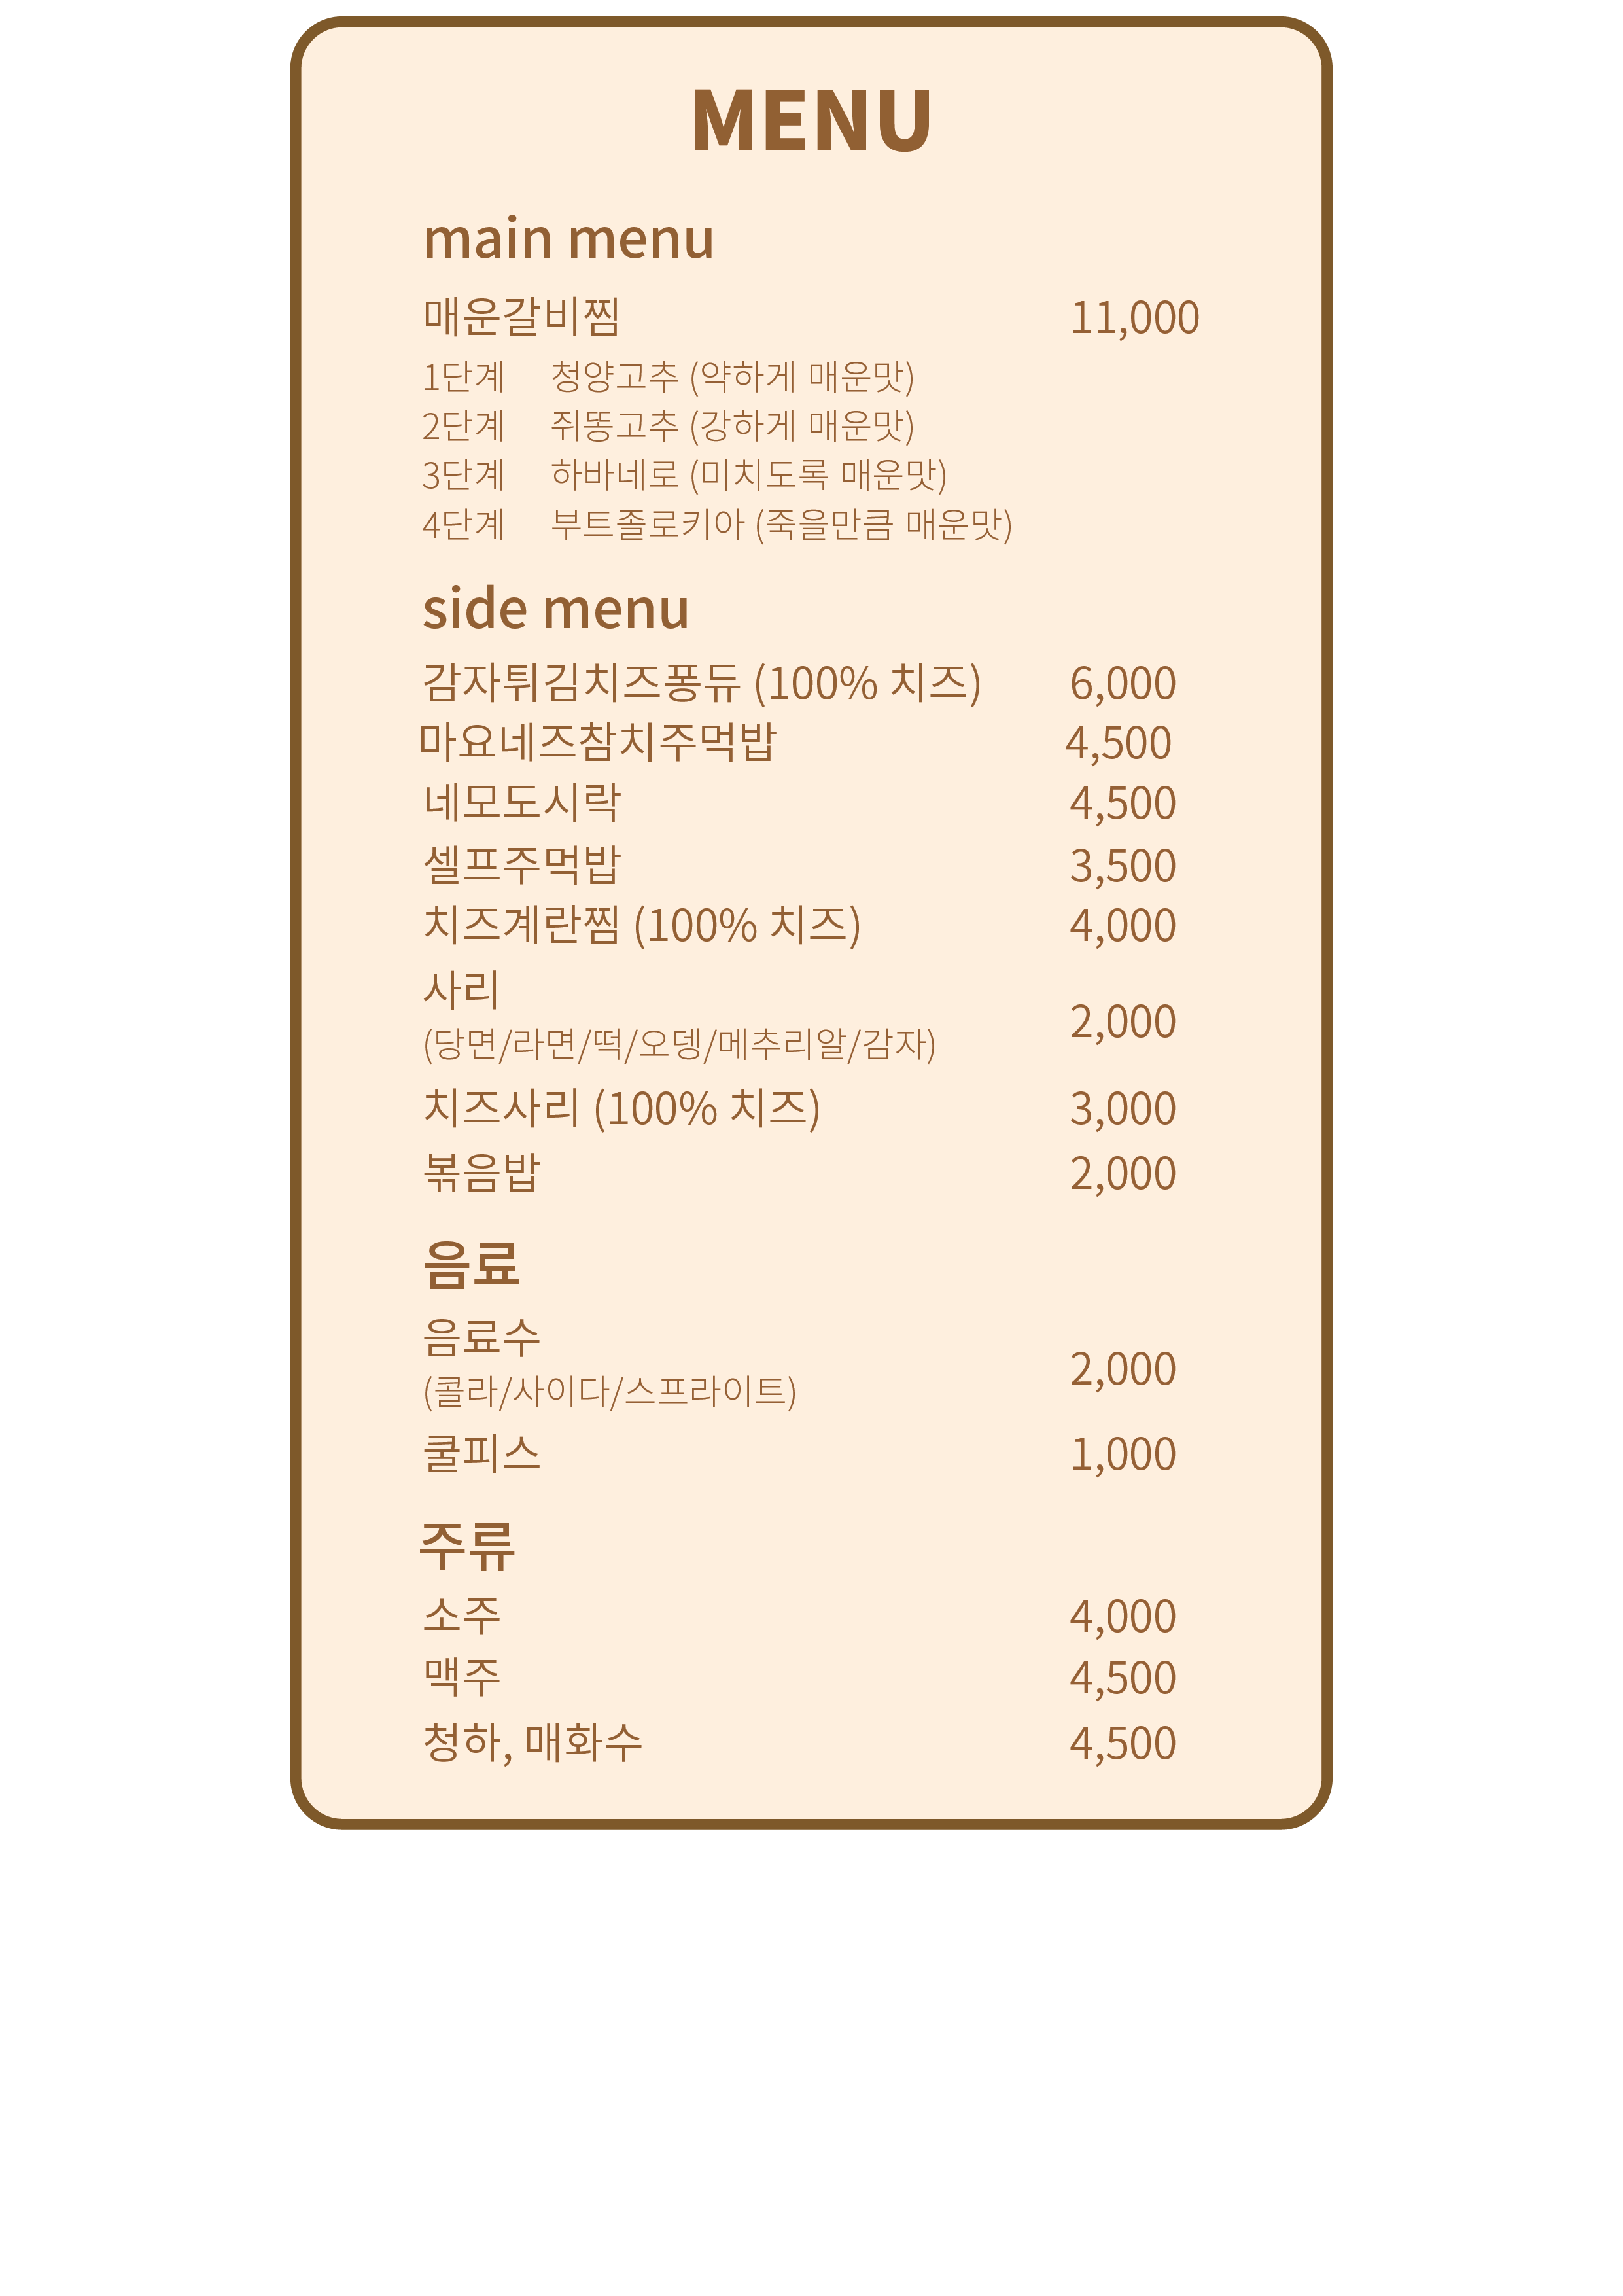 MENU
main menu
매운갈비찜 11,000
1단계 청양고추 (약하게 매운맛)
2단계 쥐똥고추 (강하게 매운맛)
3단계 하바네로 (미치도록 매운맛)
4단계 부트졸로키아 (죽을만큼 매운맛)
side menu
감자튀김치즈퐁듀 (100% 치즈) 6,000
마요네즈참치주먹밥 4,500
네모도시락 4,500
셀프주먹밥 3,500
치즈계란찜 (100% 치즈) 4,000
사리
(당면/라면/떡/오뎅/메추리알/감자) 2,000
치즈사리 (100% 치즈) 3,000
볶음밥 2,000
음료
음료수
(콜라/사이다/스프라이트) 2,000
쿨피스 1,000
주류
소주 4,000
맥주 4,500
청하, 매화수 4,500